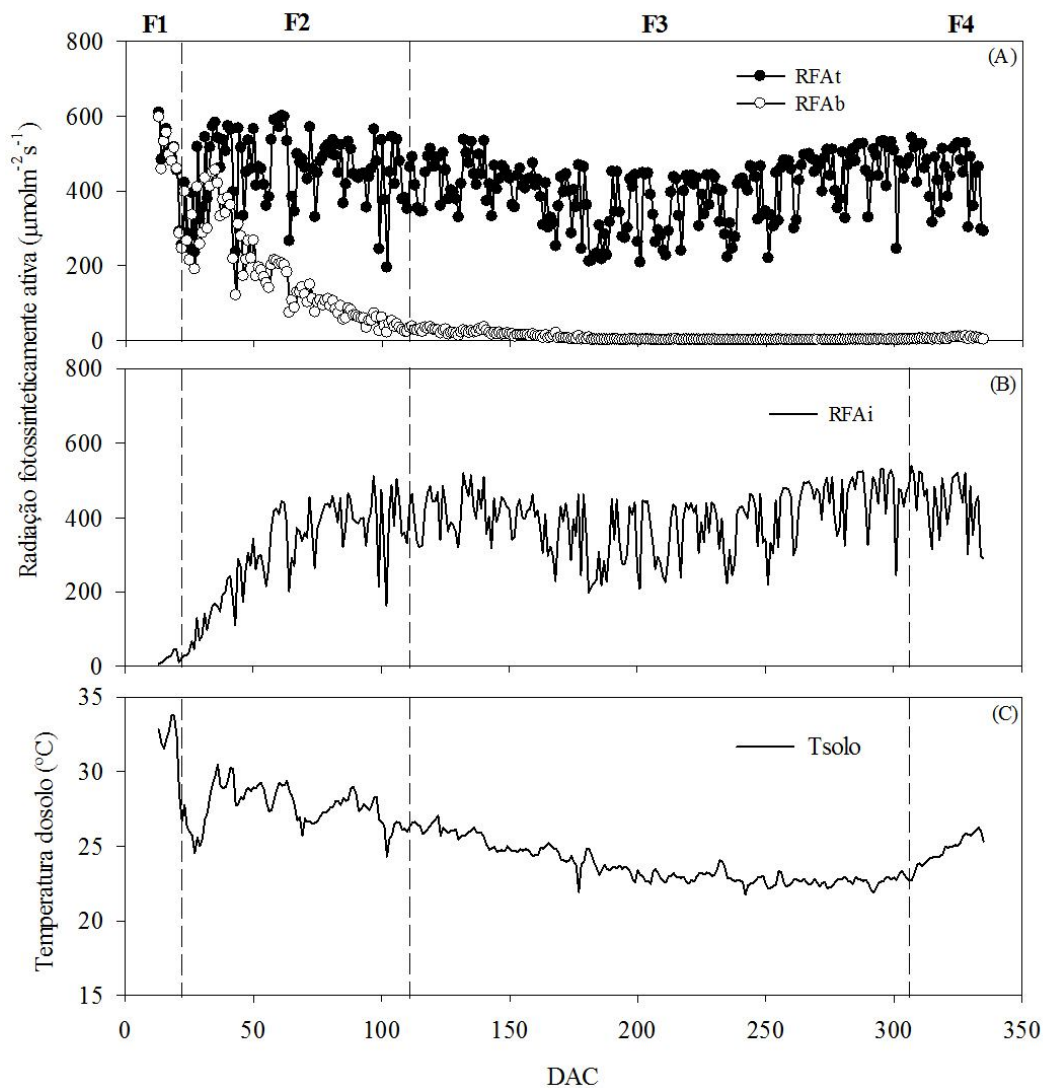 F1 F2 F3 F4
(A)
RFAt
RFAb
800
600
400
200
0
Radiação fotossinteticamente ativa (µmolm⁻²s⁻¹)
(B)
RFAi
800
600
400
200
0
(C)
Tsolo
35
30
25
20
15
Temperatura dosolo (°C)
0 50 100 150 200 250 300 350
DAC